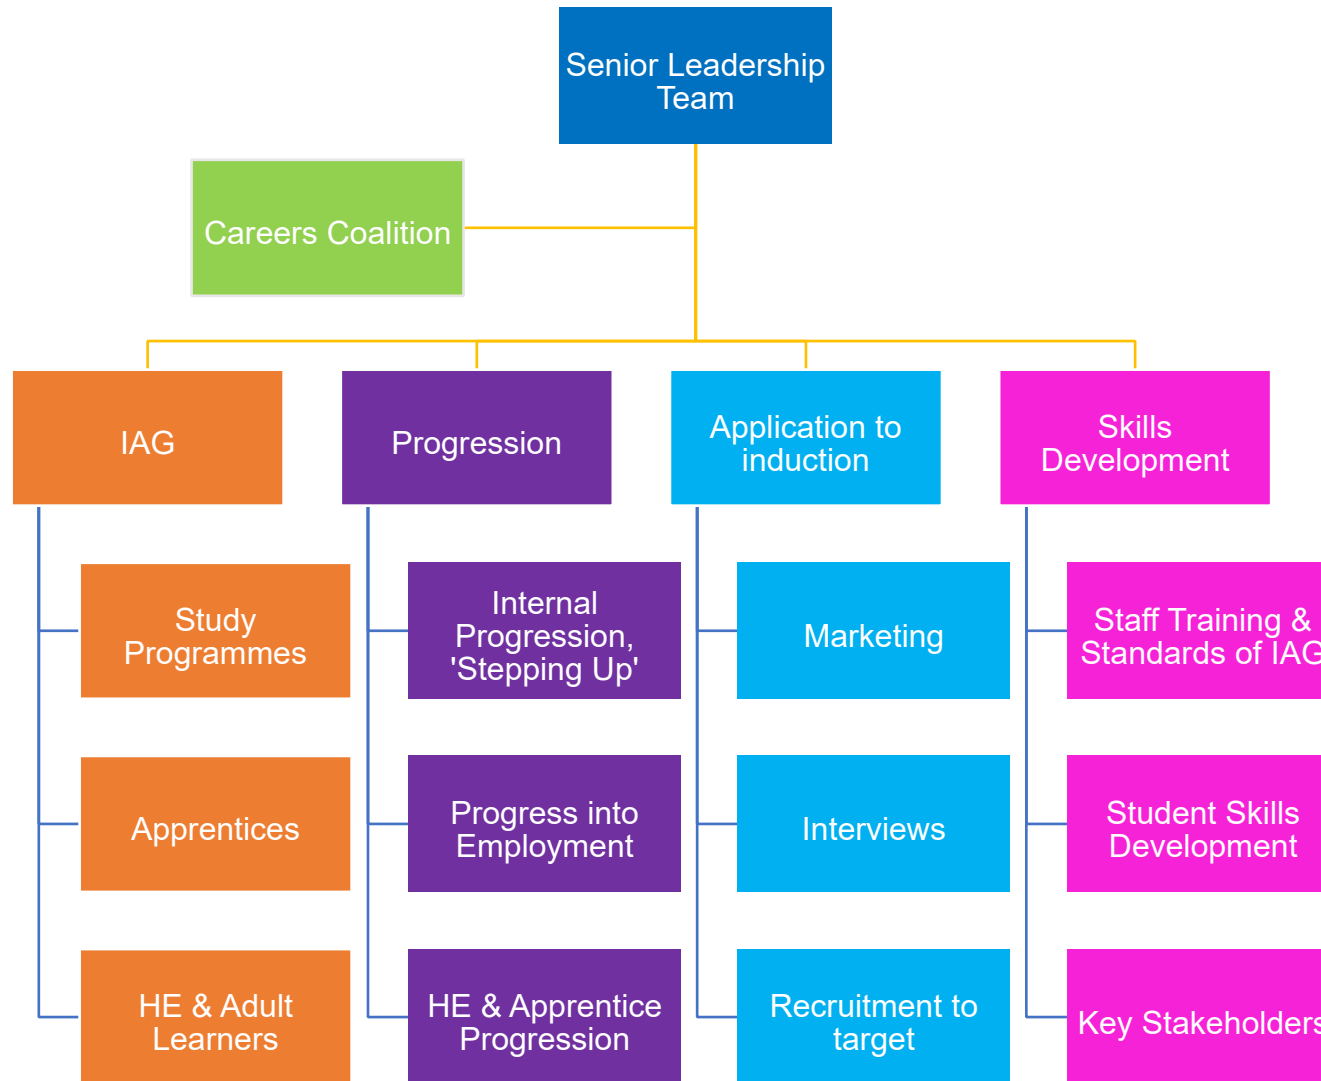 Senior Leadership
Team
Careers Coalition
IAG
Progression
Application to
induction
Skills
Development
Study
Programmes
Internal
Progression,
'Stepping Up'
Marketing
Staff Training &
Standards of IAG
Apprentices
Progress into
Employment
Interviews
Student Skills
Development
HE & Adult
Learners
HE & Apprentice
Progression
Recruitment to
target
Key Stakeholders